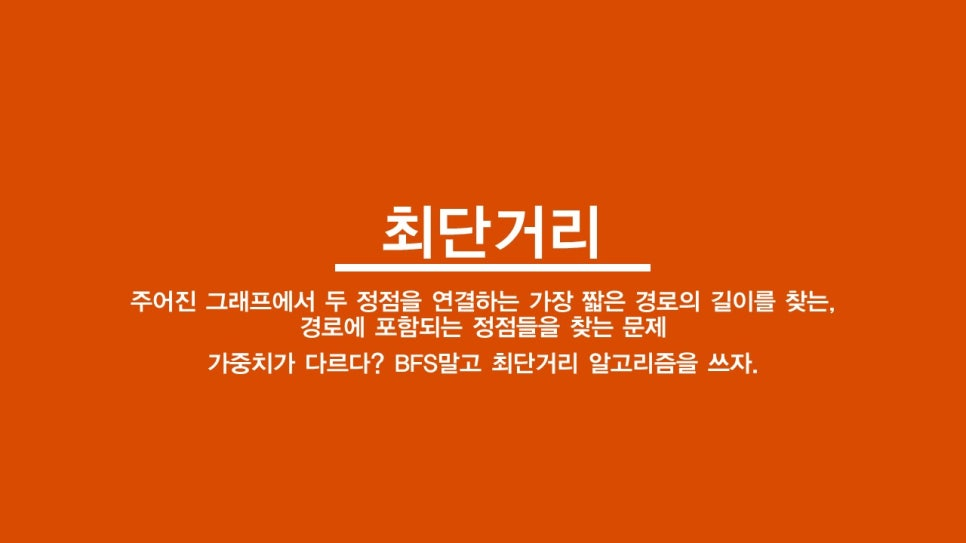 최단거리
주어진 그래프에서 두 정점을 연결하는 가장 짧은 경로의 길이를 찾는,
경로에 포함되는 정점들을 찾는 문제
가중치가 다르다? BFS말고 최단거리 알고리즘을 쓰자.